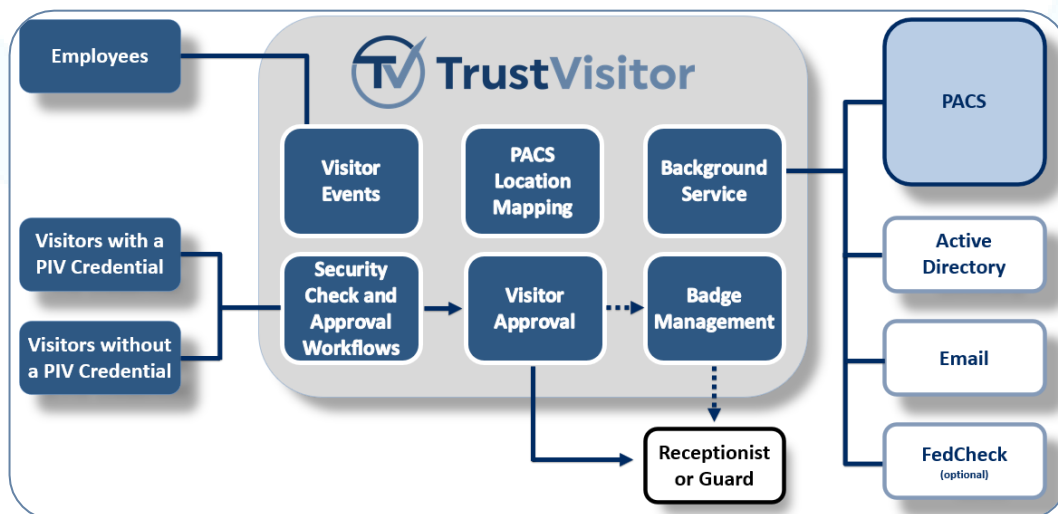 Employees
TV TrustVisitor
PACS
Visitor
Events
PACS
Location
Mapping
Background
Service
Visitors with a
PIV Credential
Visitors without
a PIV Credential
Security
Check and
Approval
Workflows
Visitor
Approval
Badge
Management
Active
Directory
Email
FedCheck
(optional)
Receptionist
or Guard